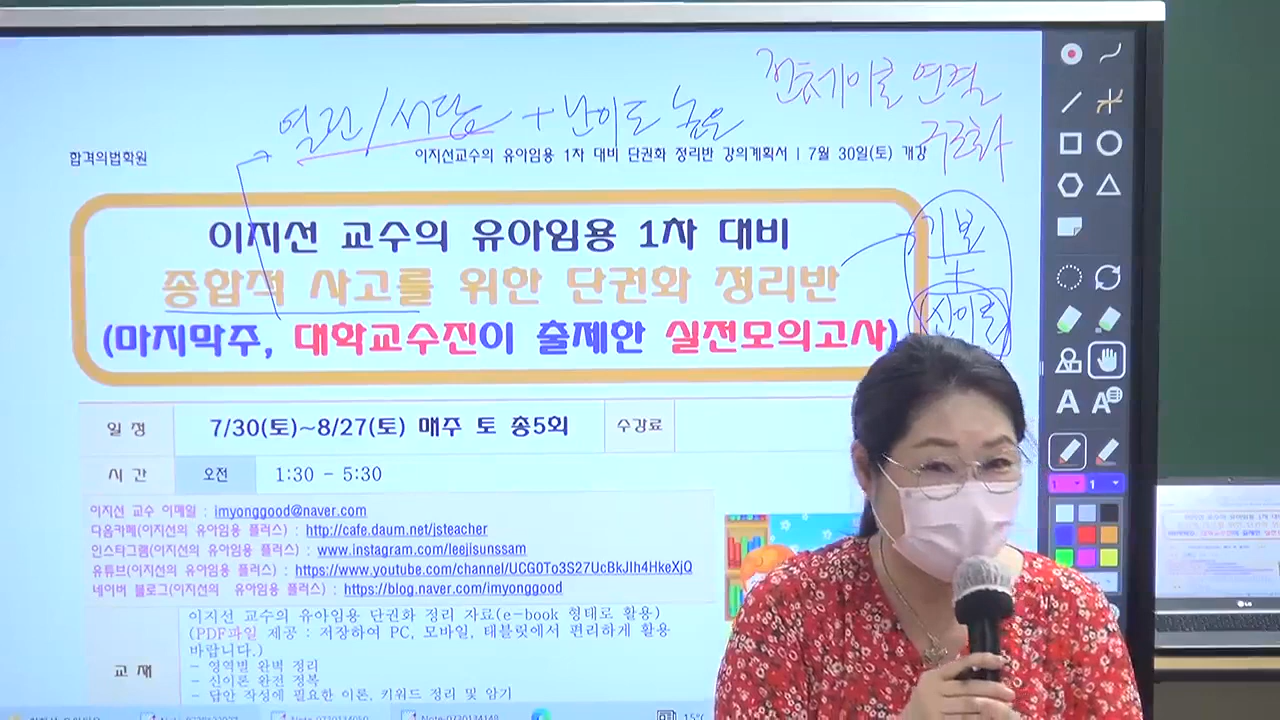 전체이론 연결
열린/서답 + 난이도 높은
구조화
합격의법학원
이지선교수의 유아임용 1차 대비 단권화 정리반 강의계획서 | 7월 30일(토) 개강
이지선 교수의 유아임용 1차 대비
기본
종합적 사고를 위한 단권화 정리반
+
(마지막주, 대학교수진이 출제한 실전모의고사)
신이론
일 정 7/30(토)~8/27(토) 매주 토 총5회 수강료
시 간 오전 1:30 - 5:30
이지선 교수 이메일 : imyonggood@naver.com
다음카페(이지선의 유아임용 플러스) : http://cafe.daum.net/jsteacher
인스타그램(이지선의 유아임용 플러스) : www.instagram.com/leejisunssam
유튜브(이지선의 유아임용 플러스) : https://www.youtube.com/channel/UCG0To3S27UcBkJIh4HkeXjQ
네이버 블로그(이지선의 유아임용 플러스) : https://blog.naver.com/imyonggood
이지선 교수의 유아임용 단권화 정리 자료(e-book 형태로 활용)
(PDF파일 제공 : 저장하여 PC, 모바일, 태블릿에서 편리하게 활용
바랍니다.)
교 재
- 영역별 완벽 정리
- 신이론 완전 정복
- 답안 작성에 필요한 이론, 키워드 정리 및 암기
15°C
LG